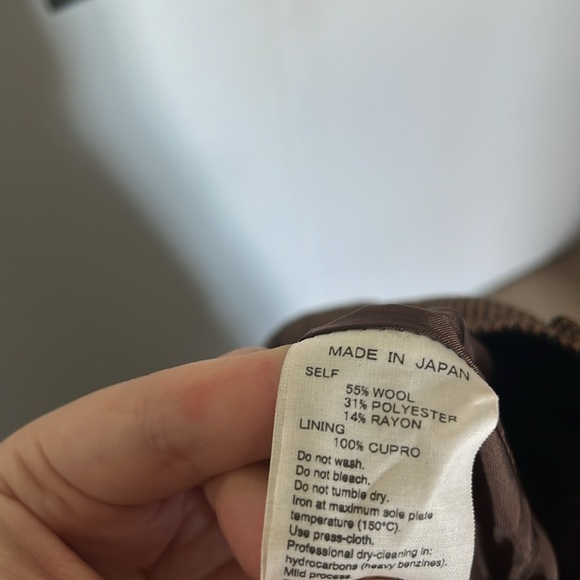 MADE IN JAPAN
SELF
55% WOOL
31% POLYESTER
14% RAYON
LINING
100% CUPRO
Do not wash.
Do not bleach.
Do not tumble dry.
Iron at maximum sole plate
temperature (150°C).
Use press-cloth.
Professional dry-cleaning in:
hydrocarbons (heavy benzines).
Mild process.